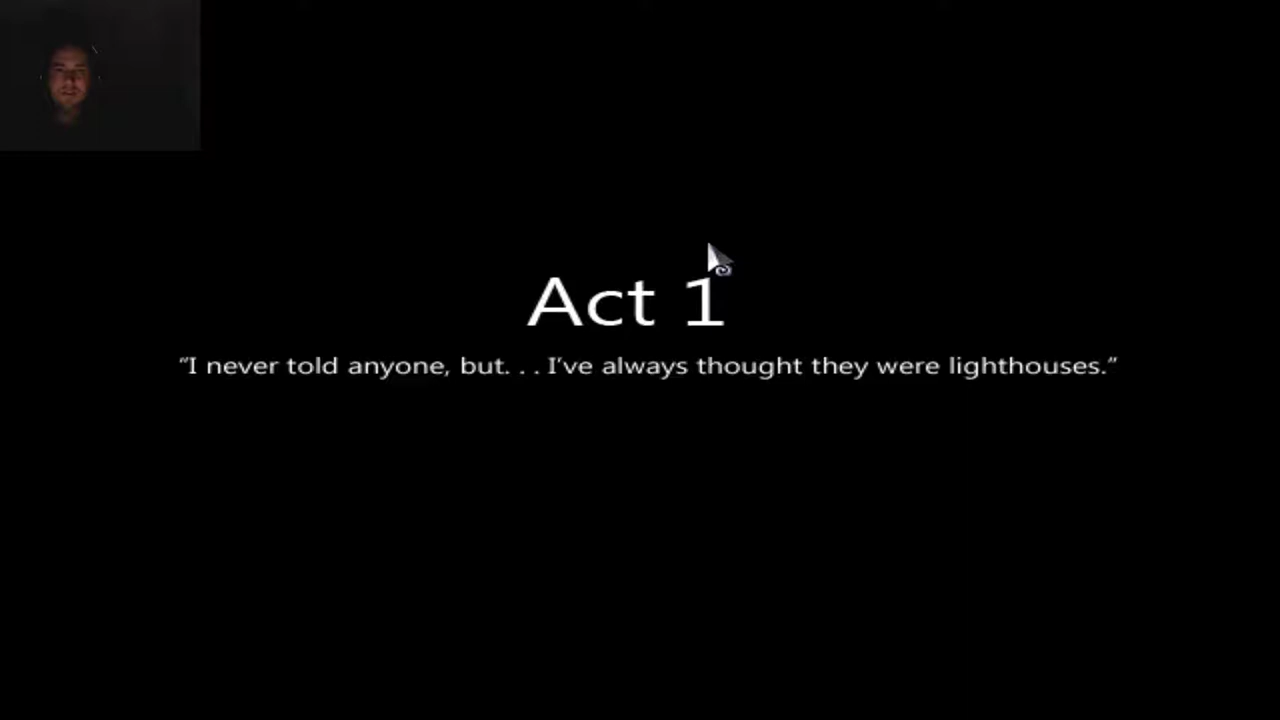 Act 1
“I never told anyone, but. . . I’ve always thought they were lighthouses.”